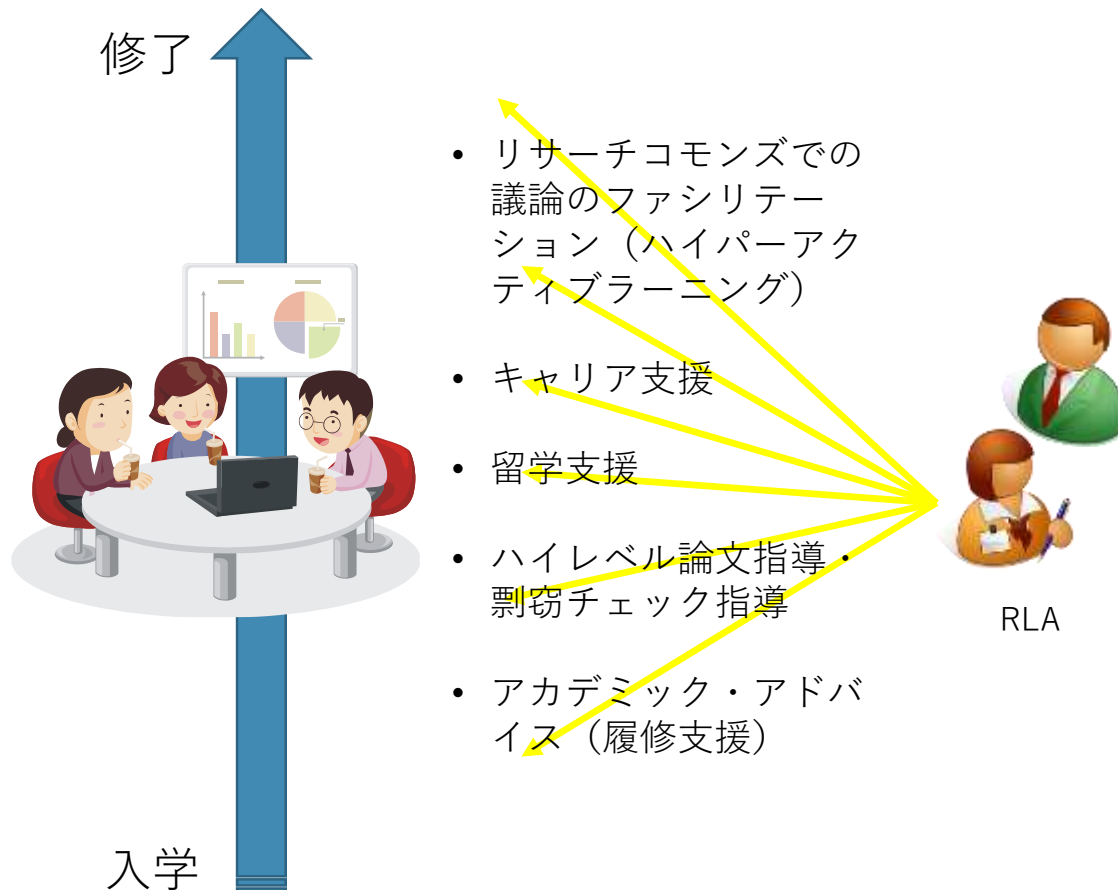 修了
• リサーチコモンズでの
議論のファシリテー
ション（ハイパーアク
ティブラーニング）
• キャリア支援
• 留学支援
• ハイレベル論文指導・
剽窃チェック指導
• アカデミック・アドバ
イス（履修支援）
RLA
入学